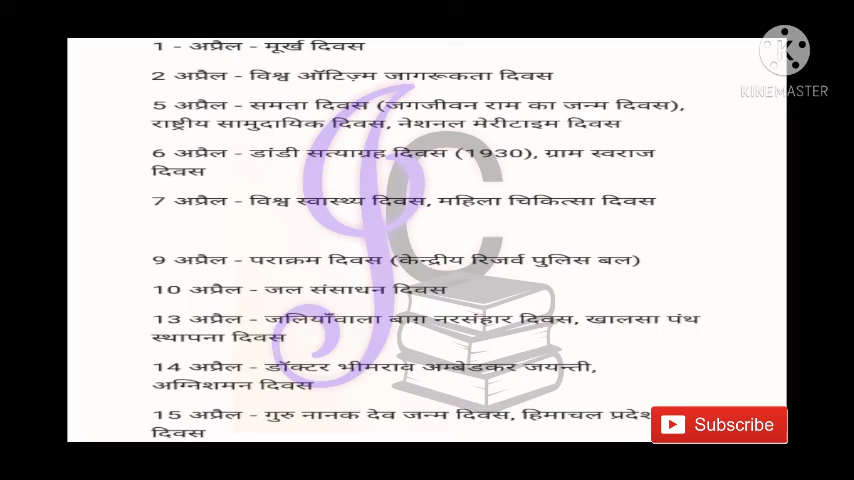 1 - अप्रैल - मूर्ख दिवस
KINEMASTER
2 अप्रैल - विश्व ऑटिज़्म जागरूकता दिवस
5 अप्रैल - समता दिवस (जगजीवन राम का जन्म दिवस),
राष्ट्रीय सामुदायिक दिवस, नेशनल मेरीटाइम दिवस
6 अप्रैल - डांडी सत्याग्रह दिवस (1930), ग्राम स्वराज
दिवस
7 अप्रैल - विश्व स्वास्थ्य दिवस, महिला चिकित्सा दिवस
9 अप्रैल - पराक्रम दिवस (केन्द्रीय रिजर्व पुलिस बल)
10 अप्रैल - जल संसाधन दिवस
13 अप्रैल - जलियाँवाला बाग़ नरसंहार दिवस, खालसा पंथ
स्थापना दिवस
14 अप्रैल - डॉक्टर भीमराव अम्बेडकर जयन्ती,
अग्निशमन दिवस
15 अप्रैल - गुरु नानक देव जन्म दिवस, हिमाचल प्रदेश
दिवस
Subscribe